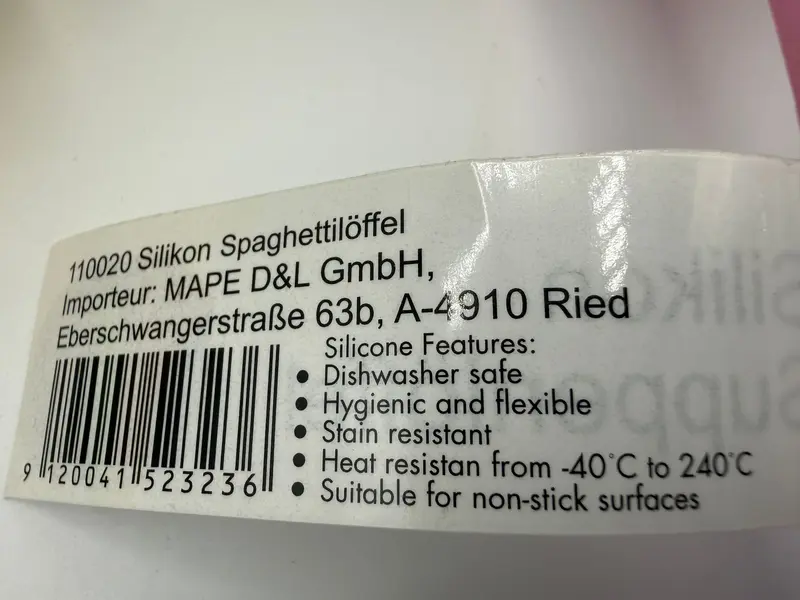 110020 Silikon Spaghettilöffel
Importeur: MAPE D&L GmbH,
Eberschwangerstraße 63b, A-4910 Ried
Silicone Features:
• Dishwasher safe
• Hygienic and flexible
• Stain resistant
• Heat resistan from -40°C to 240°C
• Suitable for non-stick surfaces
9 120041 523236